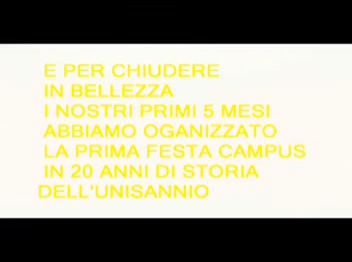 E PER CHIUDERE
IN BELLEZZA
I NOSTRI PRIMI 5 MESI
ABBIAMO OGANIZZATO
LA PRIMA FESTA CAMPUS
IN 20 ANNI DI STORIA
DELL'UNISANNIO